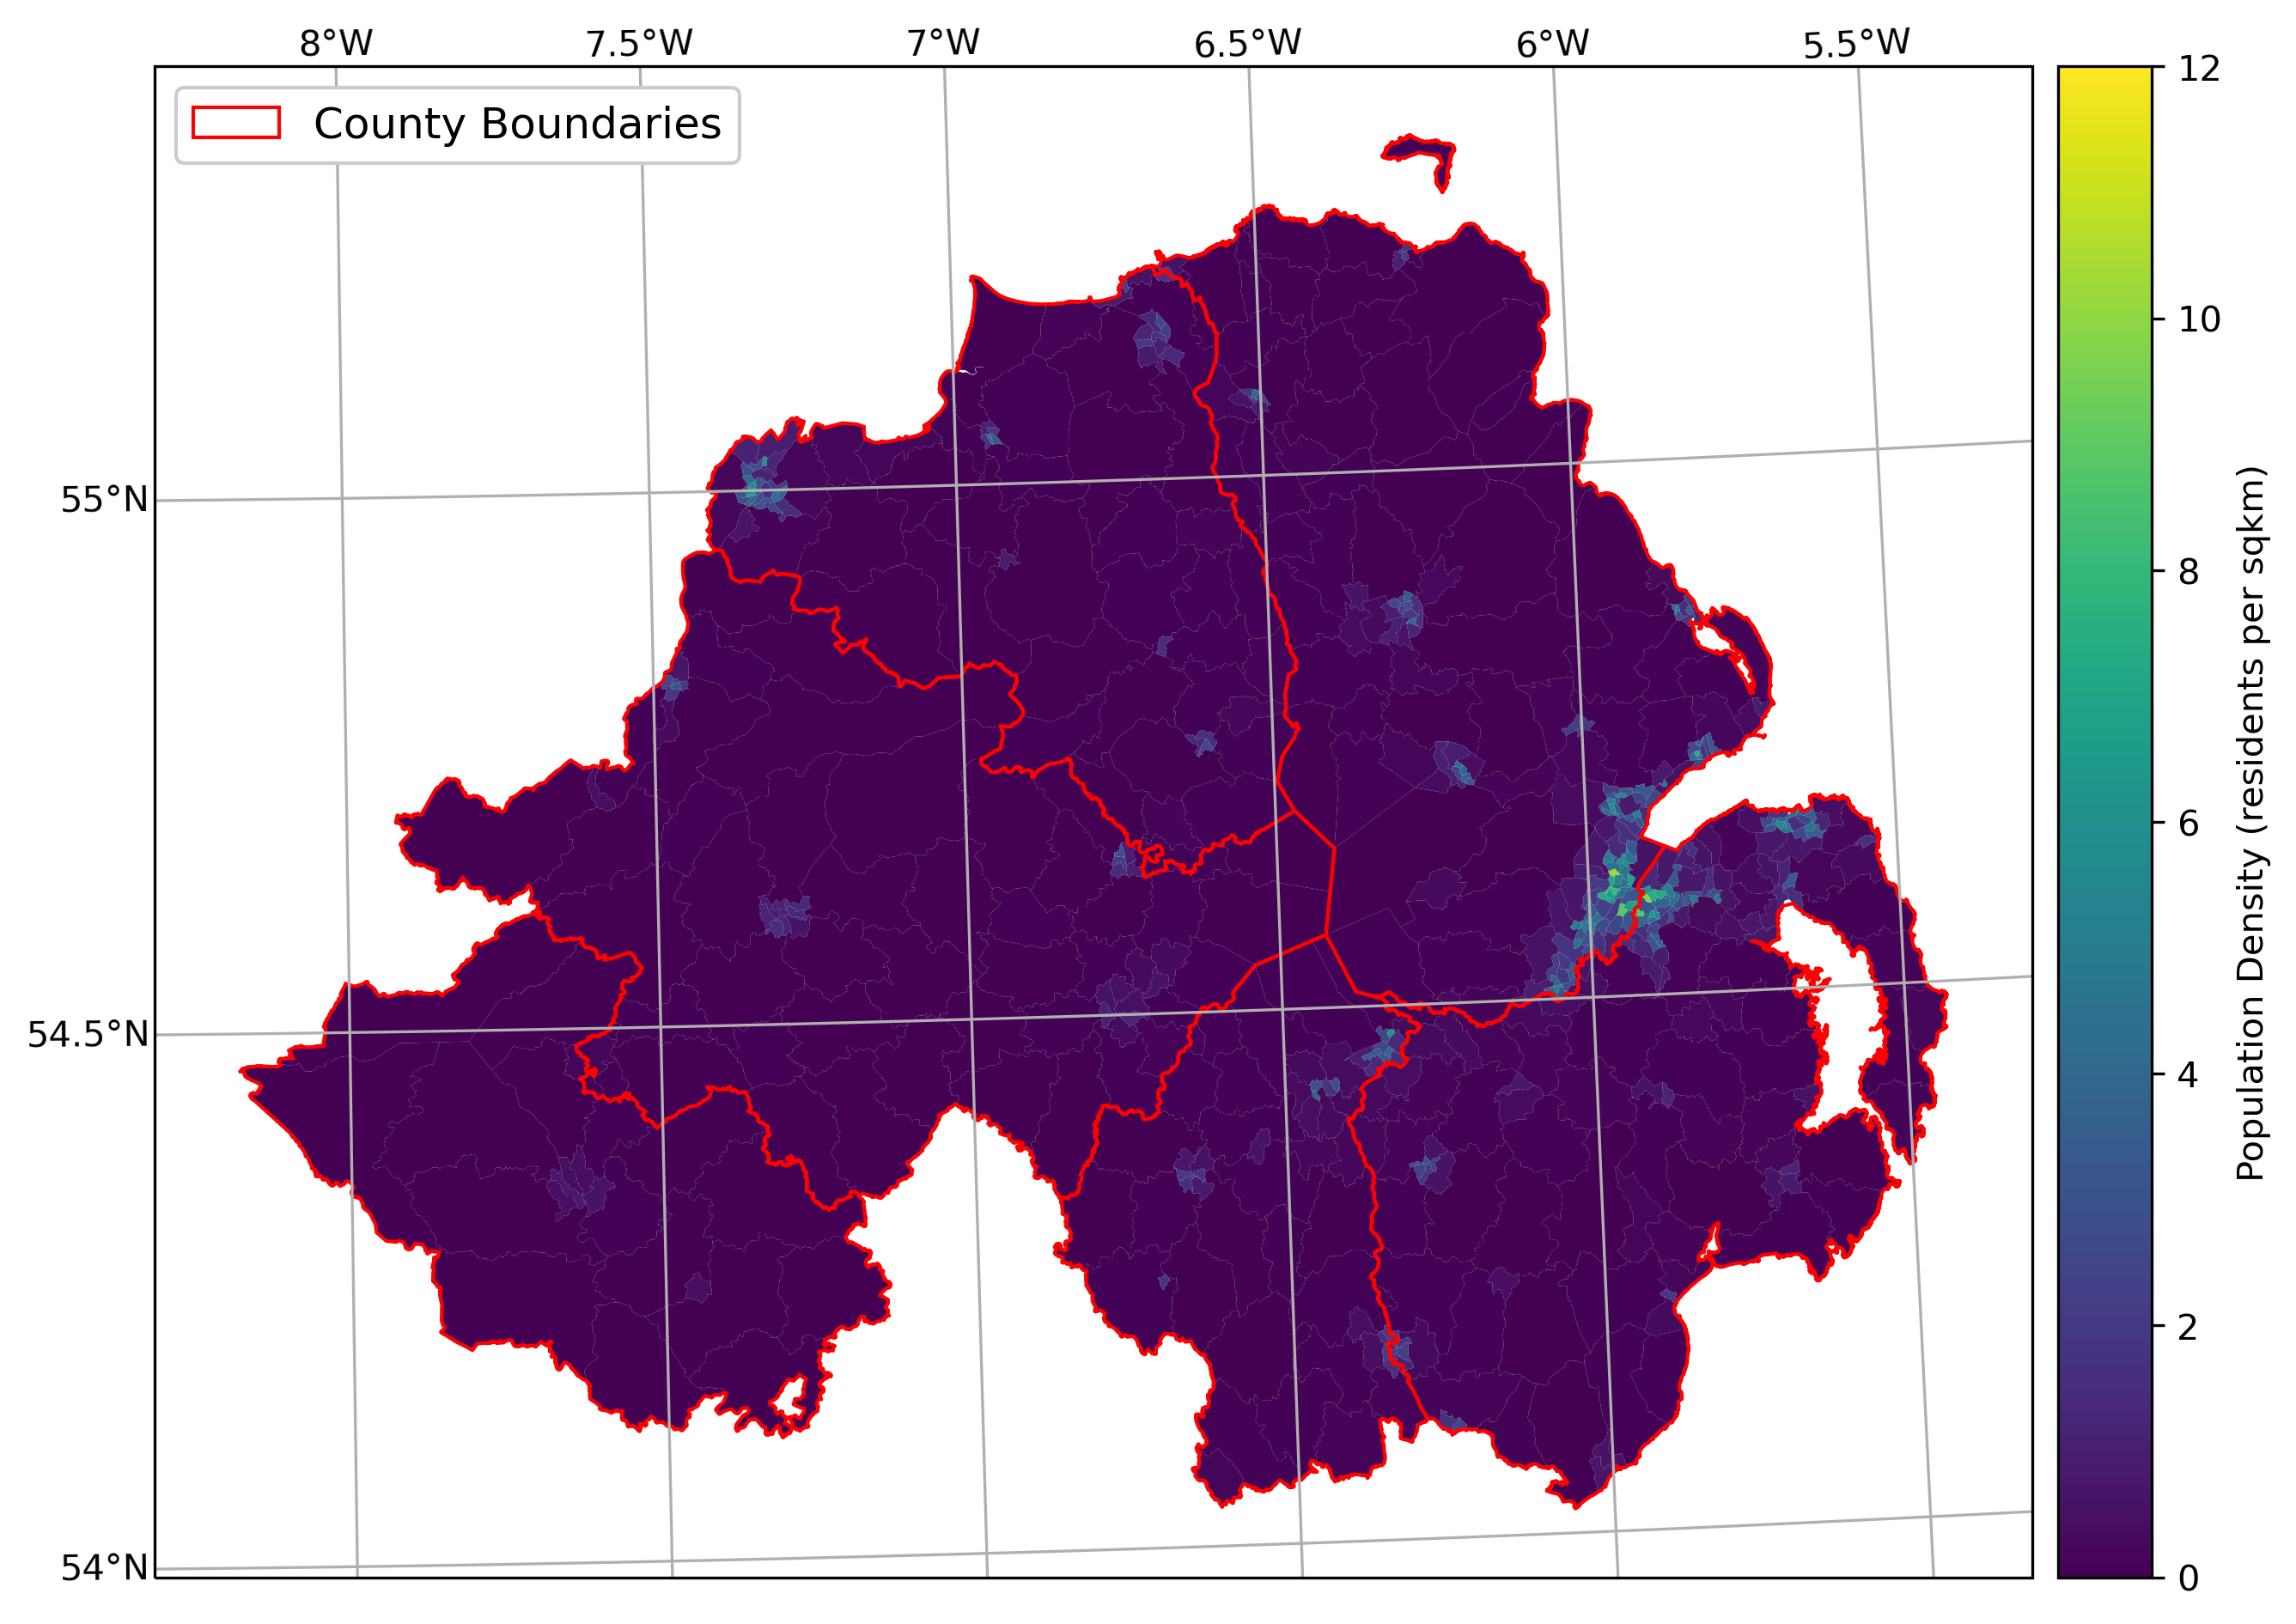 8°W 7.5°W 7°W 6.5°W 6°W 5.5°W
County Boundaries
55°N
54.5°N
54°N
12
10
8
6
4
2
0
Population Density (residents per sqkm)